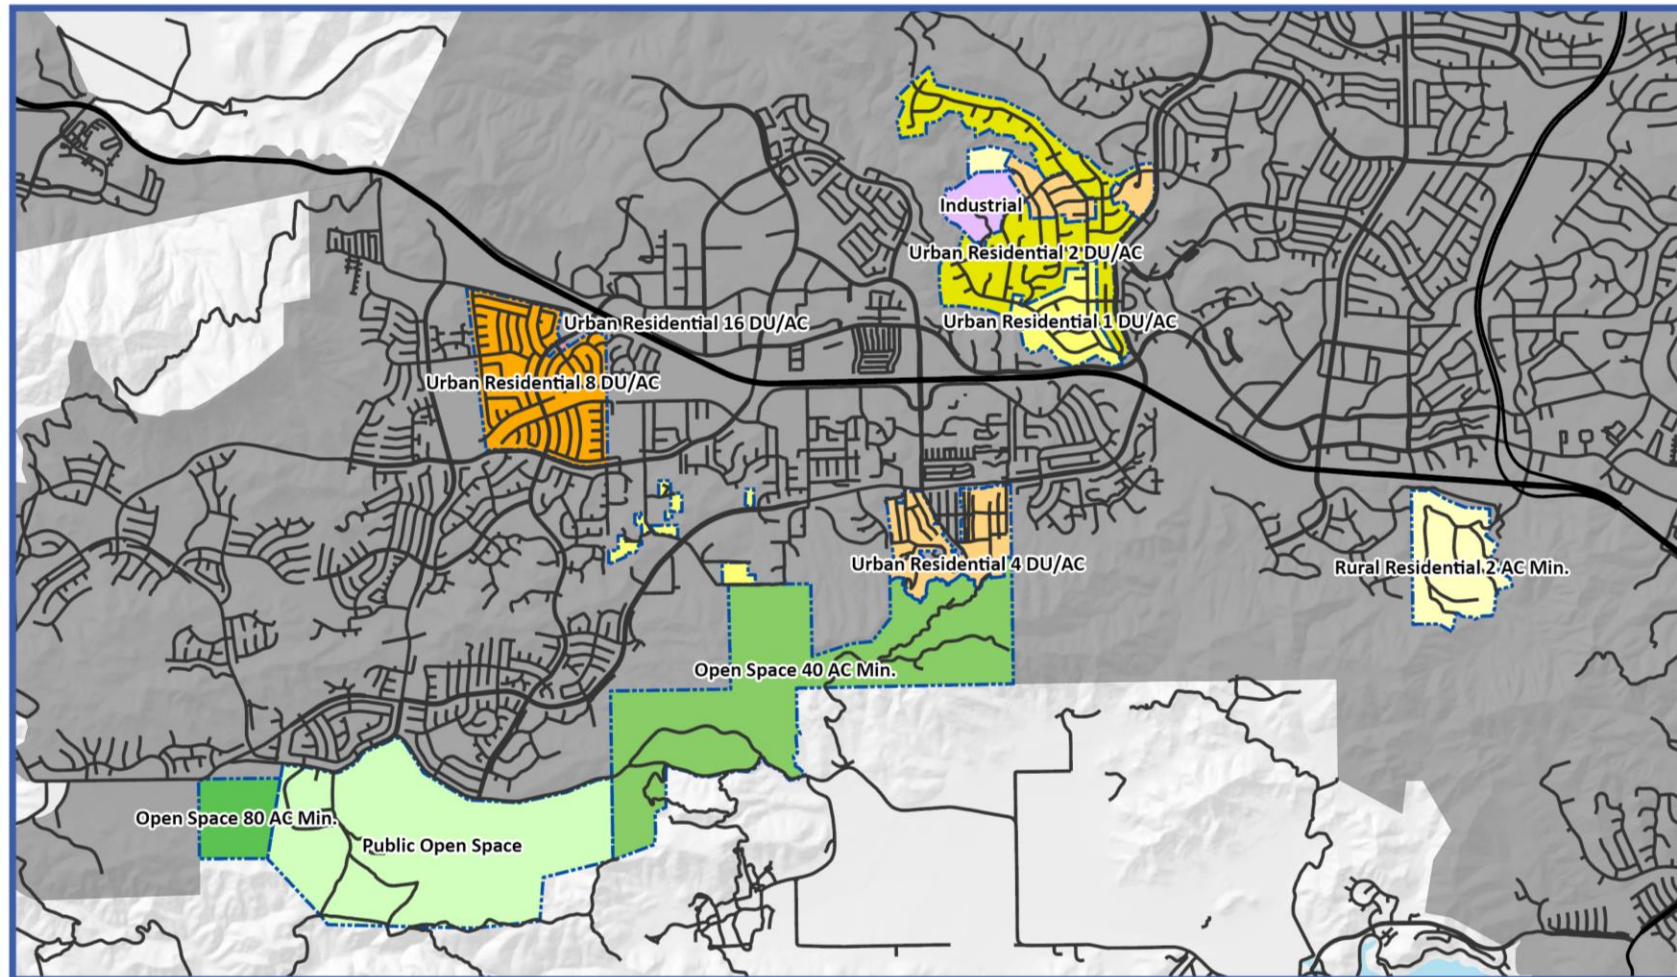 Industrial
Urban Residential 2 DU/AC
Urban Residential 16 DU/AC
Urban Residential 1 DU/AC
Urban Residential 8 DU/AC
Urban Residential 4 DU/AC
Rural Residential 2 AC Min.
Open Space 40 AC Min.
Open Space 80 AC Min.
Public Open Space